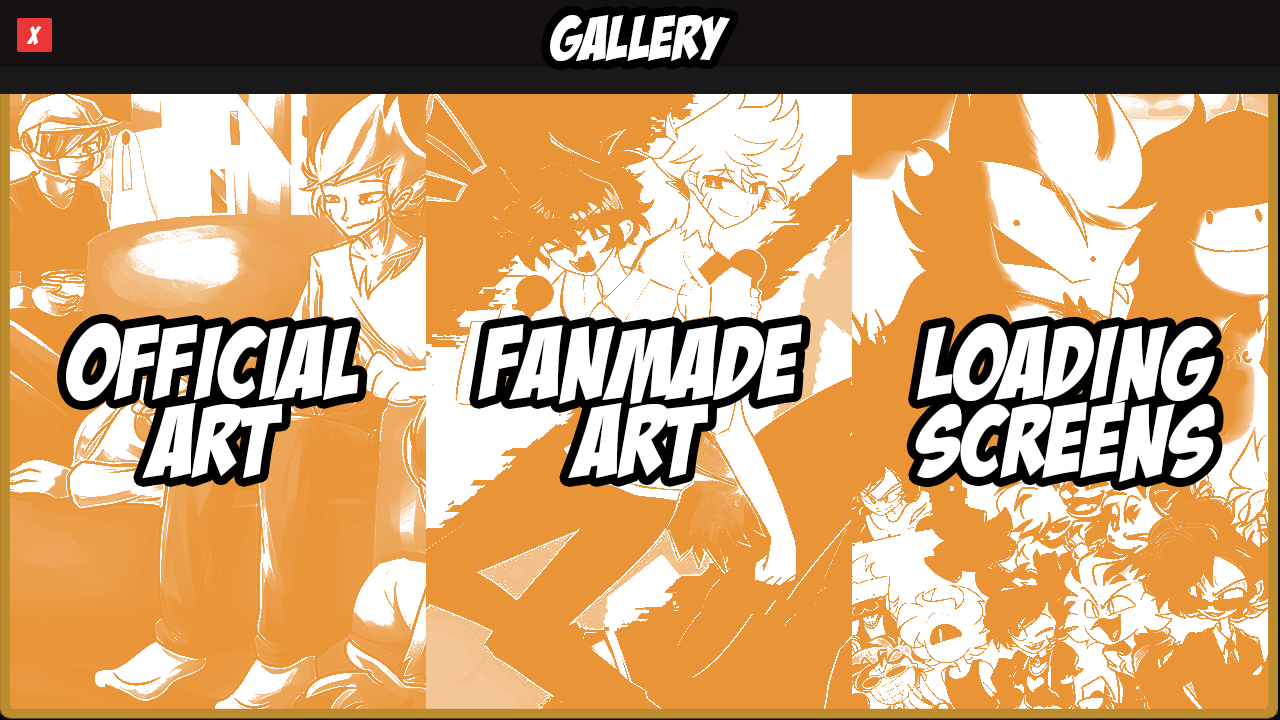 X
GALLERY
OFFICIAL
ART
FANMADE
ART
LOADING
SCREENS